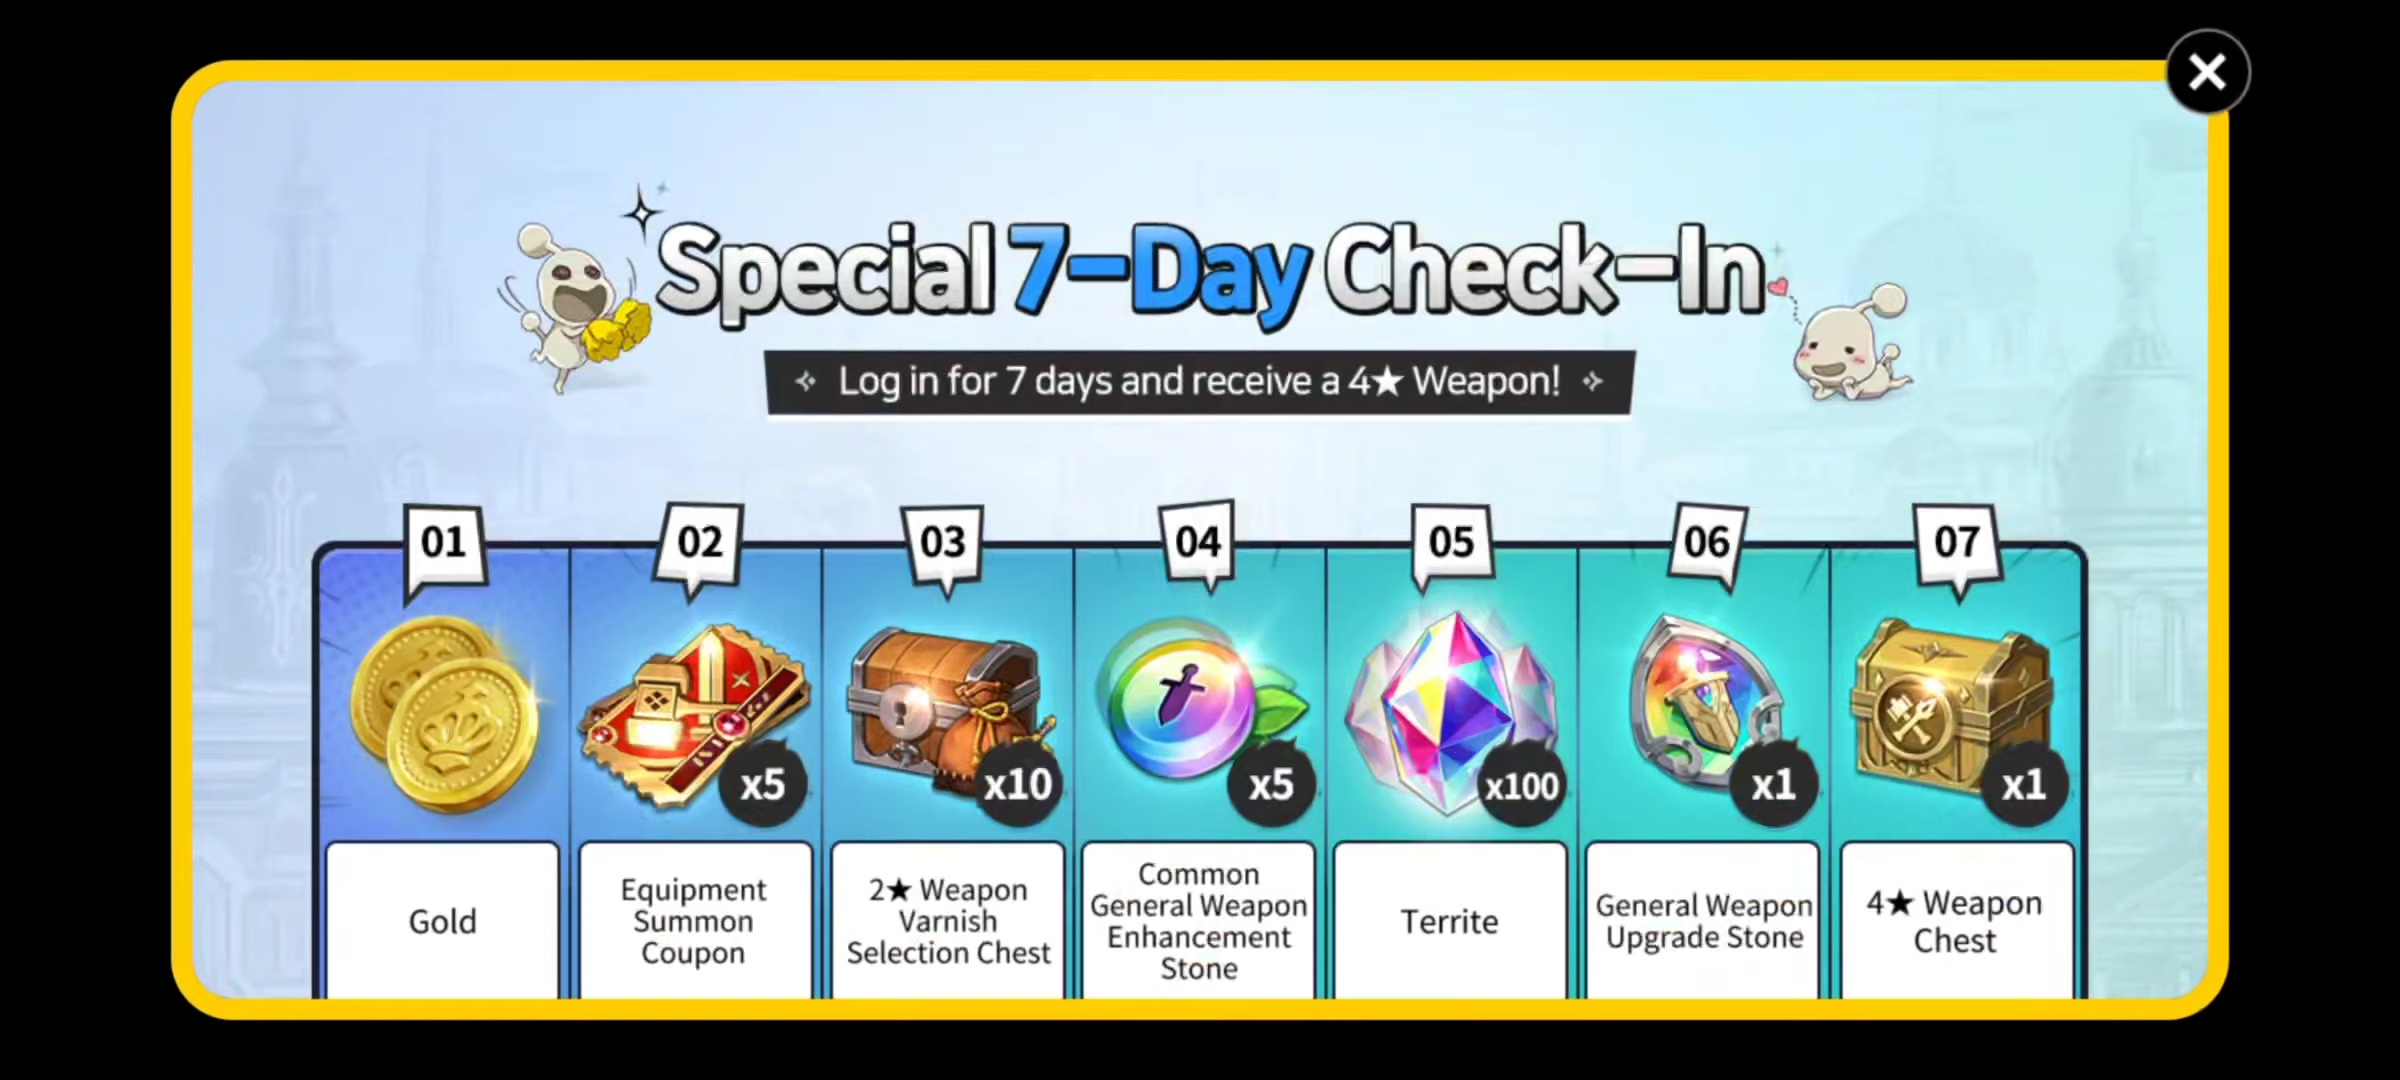 Special 7-Day Check-In
Log in for 7 days and receive a 4★ Weapon!
01
02
03
04
05
06
07
x5
x10
x5
x100
x1
x1
Gold
Equipment
Summon
Coupon
2★ Weapon
Varnish
Selection Chest
Common
General Weapon
Enhancement
Stone
Territe
General Weapon
Upgrade Stone
4★ Weapon
Chest